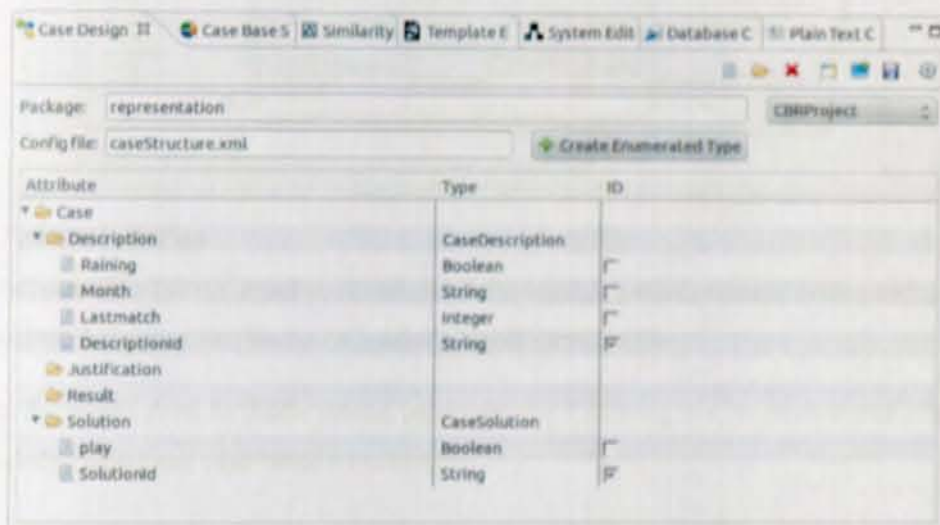 Case Design Case Base S Similarity Template E System Edit Database C Plain Text C
Package: representation CBRProject
Config file: caseStructure.xml Create Enumerated Type
Attribute Type ID
Case
Description CaseDescription
Raining Boolean
Month String
Lastmatch Integer
DescriptionId String
Justification
Result
Solution CaseSolution
play Boolean
SolutionId String